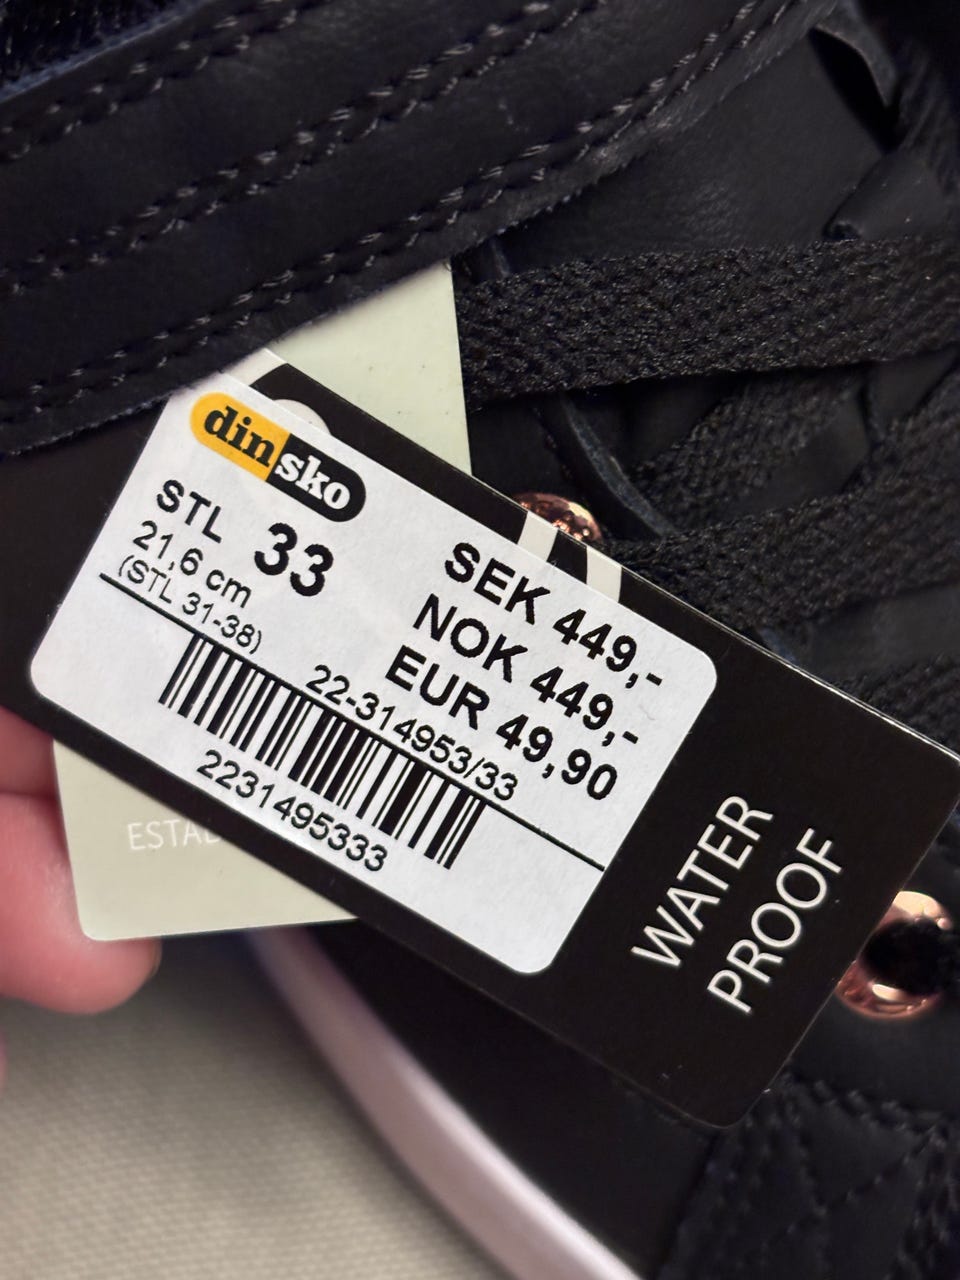 dinsko
STL 33
21,6 cm
(STL 31-38)
SEK 449,-
NOK 449,-
EUR 49,90
22-314953/33
2231495333
WATER
PROOF